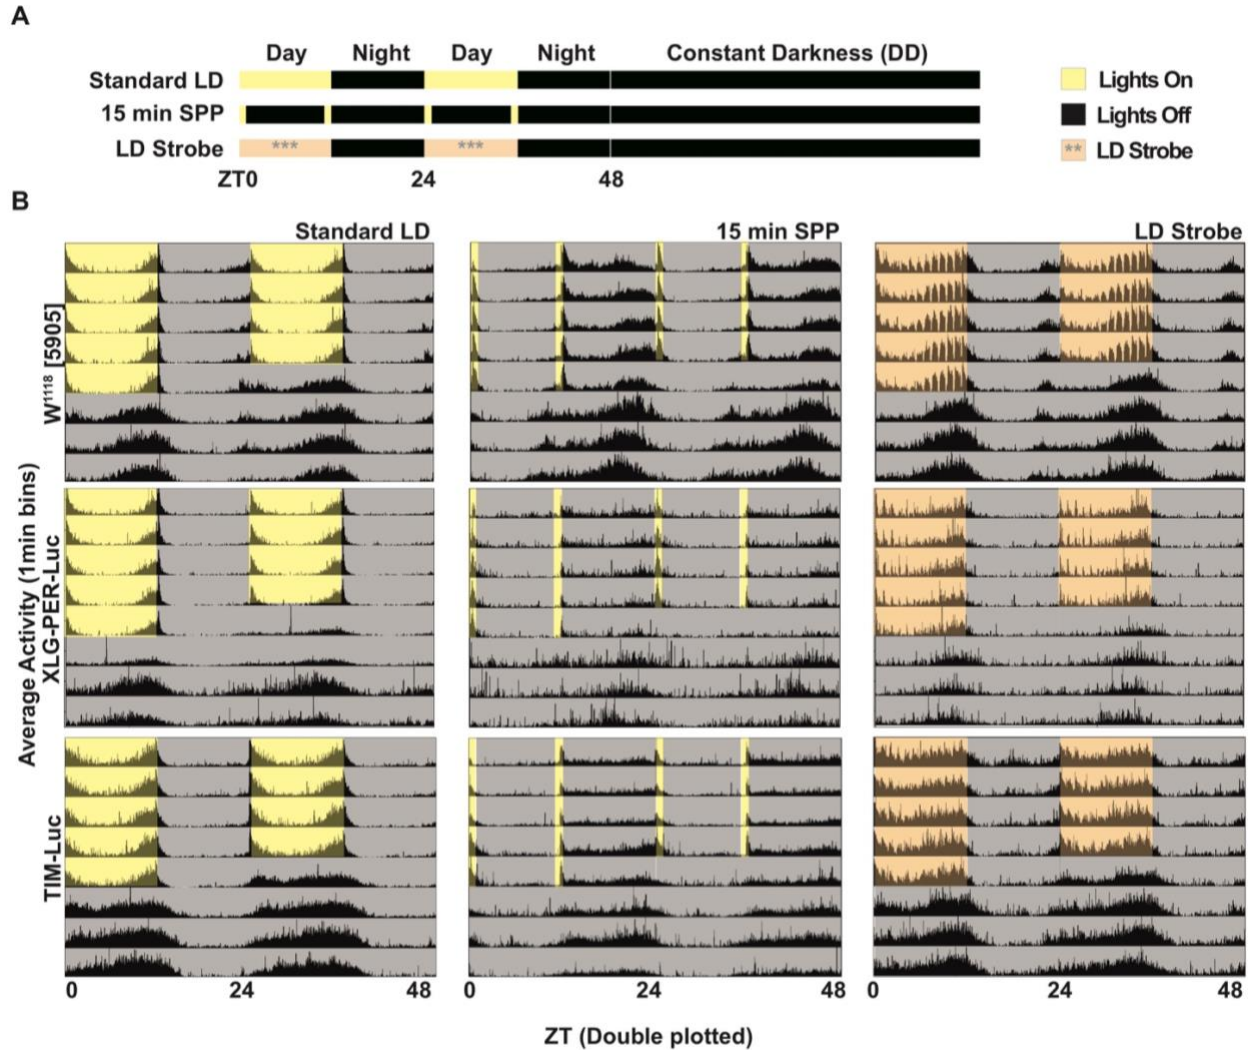 A
Day Night Day Night Constant Darkness (DD)
Standard LD
15 min SPP
LD Strobe
*** ***
ZT0 24 48
Lights On
Lights Off
** LD Strobe
B
Standard LD 15 min SPP LD Strobe
Average Activity (1min bins)
W1118 [5905]
XLG-PER-Luc
TIM-Luc
0 24 48 0 24 48 0 24 48
ZT (Double plotted)